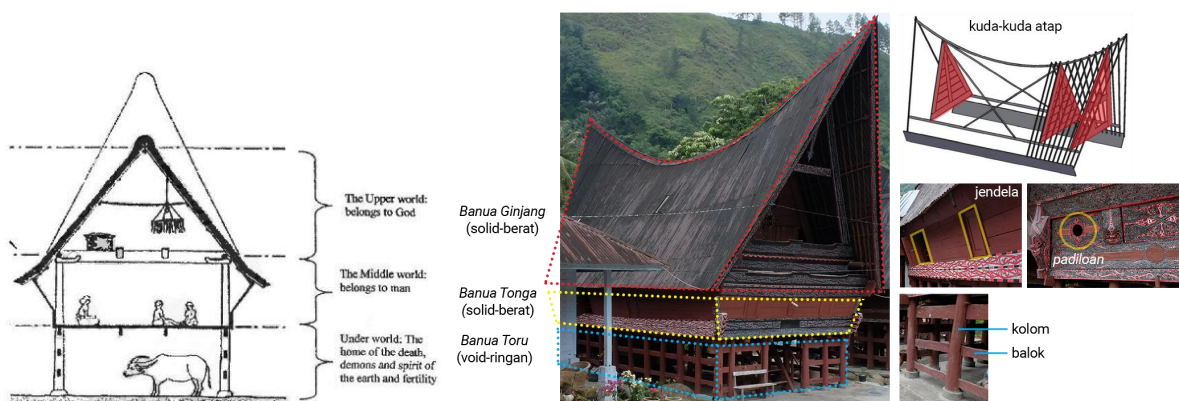 The Upper world:
belongs to God
The Middle world:
belongs to man
Under world: The
home of the death,
demons and spirit of
the earth and fertility
Banua Ginjang
(solid-berat)
Banua Tonga
(solid-berat)
Banua Toru
(void-ringan)
kuda-kuda atap
jendela
padiloan
kolom
balok